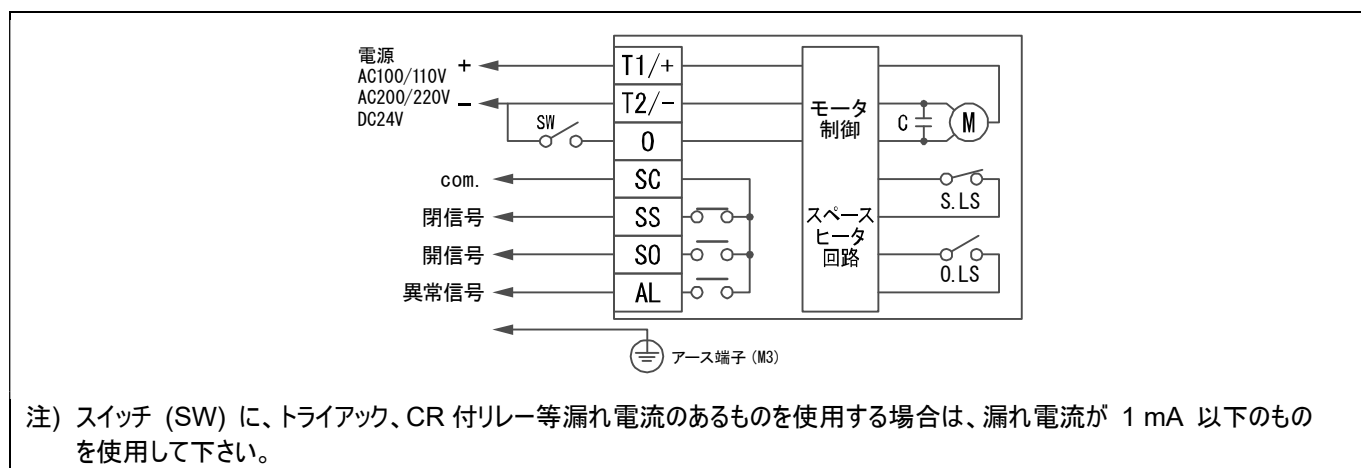 電源
AC100/110V
AC200/220V
DC24V
+
−
SW
com.
閉信号
開信号
異常信号
T1/+
T2/-
O
SC
SS
SO
AL
モータ
制御
スペース
ヒータ
回路
C
M
S.LS
O.LS
アース端子 (M3)
注) スイッチ (SW) に、トライアック、CR 付リレー等漏れ電流のあるものを使用する場合は、漏れ電流が 1 mA 以下のもの
を使用して下さい。